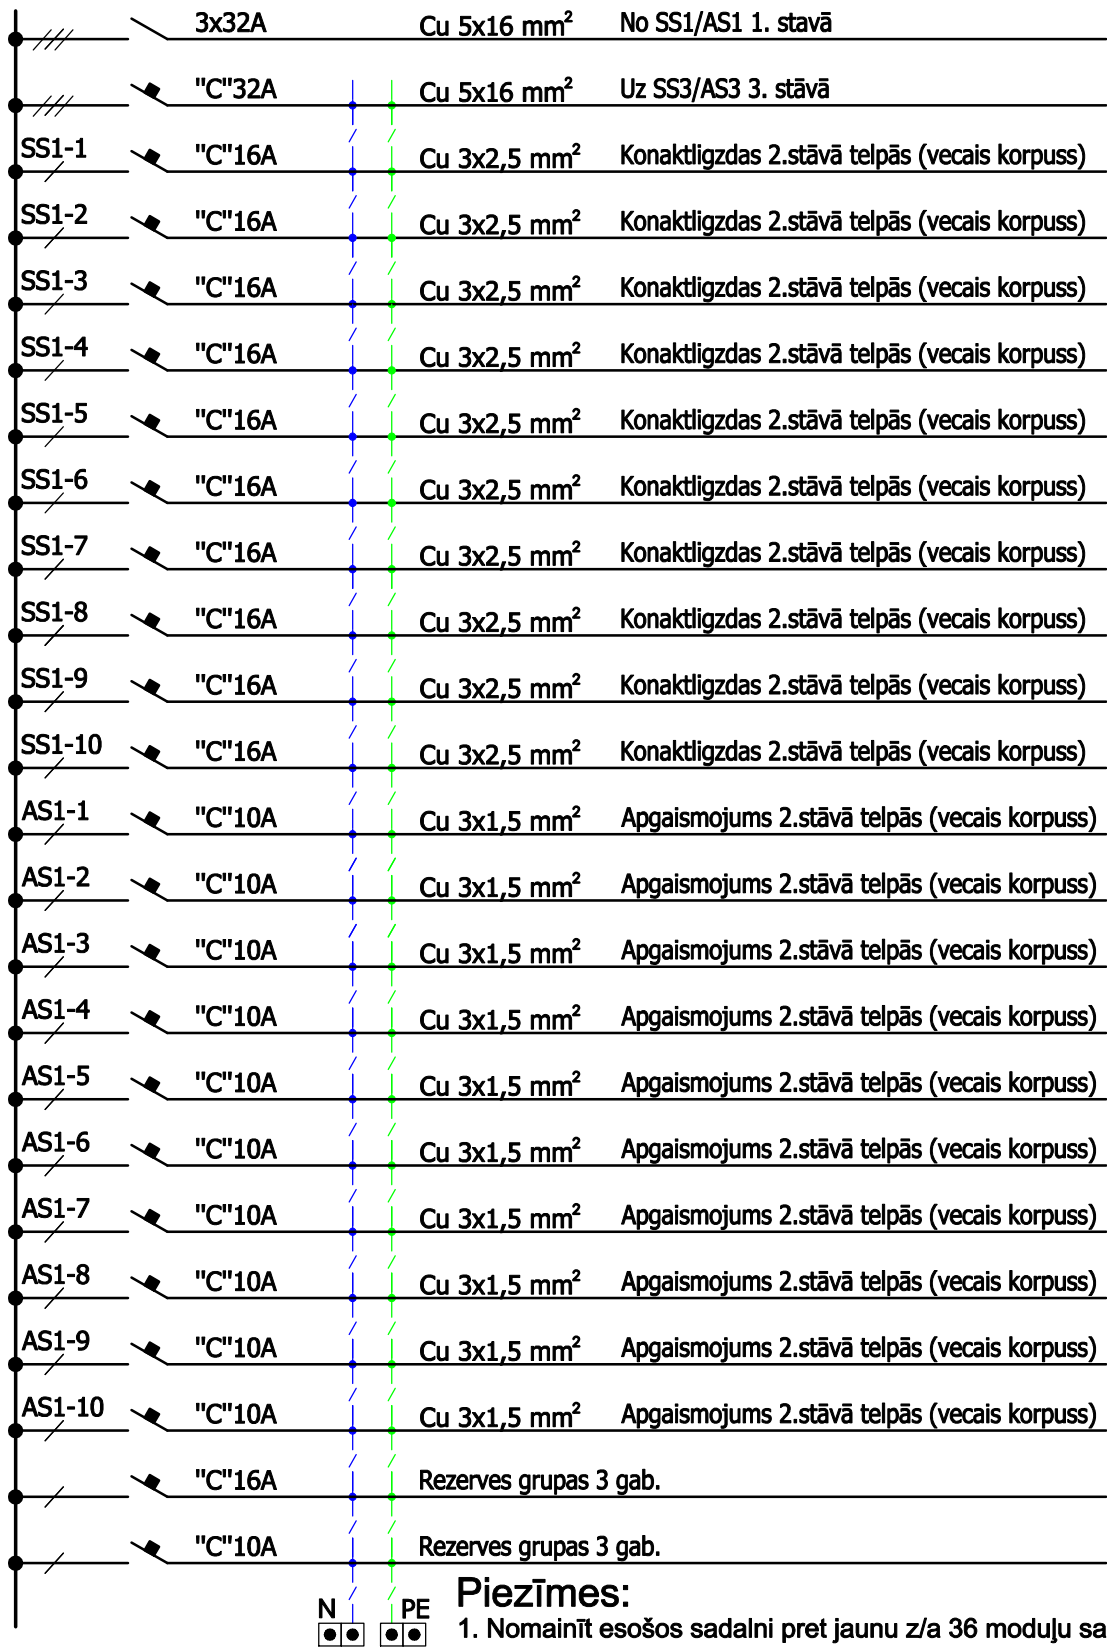 3x32A Cu 5x16 mm² No SS1/AS1 1. stavā
"C"32A Cu 5x16 mm² Uz SS3/AS3 3. stāvā
SS1-1 "C"16A Cu 3x2,5 mm² Konaktligzdas 2.stāvā telpās (vecais korpuss)
SS1-2 "C"16A Cu 3x2,5 mm² Konaktligzdas 2.stāvā telpās (vecais korpuss)
SS1-3 "C"16A Cu 3x2,5 mm² Konaktligzdas 2.stāvā telpās (vecais korpuss)
SS1-4 "C"16A Cu 3x2,5 mm² Konaktligzdas 2.stāvā telpās (vecais korpuss)
SS1-5 "C"16A Cu 3x2,5 mm² Konaktligzdas 2.stāvā telpās (vecais korpuss)
SS1-6 "C"16A Cu 3x2,5 mm² Konaktligzdas 2.stāvā telpās (vecais korpuss)
SS1-7 "C"16A Cu 3x2,5 mm² Konaktligzdas 2.stāvā telpās (vecais korpuss)
SS1-8 "C"16A Cu 3x2,5 mm² Konaktligzdas 2.stāvā telpās (vecais korpuss)
SS1-9 "C"16A Cu 3x2,5 mm² Konaktligzdas 2.stāvā telpās (vecais korpuss)
SS1-10 "C"16A Cu 3x2,5 mm² Konaktligzdas 2.stāvā telpās (vecais korpuss)
AS1-1 "C"10A Cu 3x1,5 mm² Apgaismojums 2.stāvā telpās (vecais korpuss)
AS1-2 "C"10A Cu 3x1,5 mm² Apgaismojums 2.stāvā telpās (vecais korpuss)
AS1-3 "C"10A Cu 3x1,5 mm² Apgaismojums 2.stāvā telpās (vecais korpuss)
AS1-4 "C"10A Cu 3x1,5 mm² Apgaismojums 2.stāvā telpās (vecais korpuss)
AS1-5 "C"10A Cu 3x1,5 mm² Apgaismojums 2.stāvā telpās (vecais korpuss)
AS1-6 "C"10A Cu 3x1,5 mm² Apgaismojums 2.stāvā telpās (vecais korpuss)
AS1-7 "C"10A Cu 3x1,5 mm² Apgaismojums 2.stāvā telpās (vecais korpuss)
AS1-8 "C"10A Cu 3x1,5 mm² Apgaismojums 2.stāvā telpās (vecais korpuss)
AS1-9 "C"10A Cu 3x1,5 mm² Apgaismojums 2.stāvā telpās (vecais korpuss)
AS1-10 "C"10A Cu 3x1,5 mm² Apgaismojums 2.stāvā telpās (vecais korpuss)
"C"16A Rezerves grupas 3 gab.
"C"10A Rezerves grupas 3 gab.
N PE
Piezīmes:
1. Nomainīt esošos sadalni pret jaunu z/a 36 moduļu sa